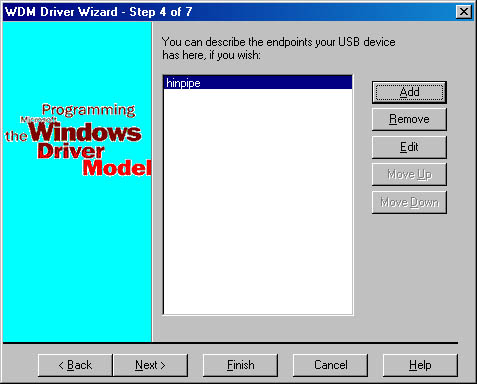 WDM Driver Wizard - Step 4 of 7
You can describe the endpoints your USB device
has here, if you wish:
Programming
Microsoft
the Windows
Driver
Model
hinpipe
Add
Remove
Edit
Move Up
Move Down
< Back
Next >
Finish
Cancel
Help